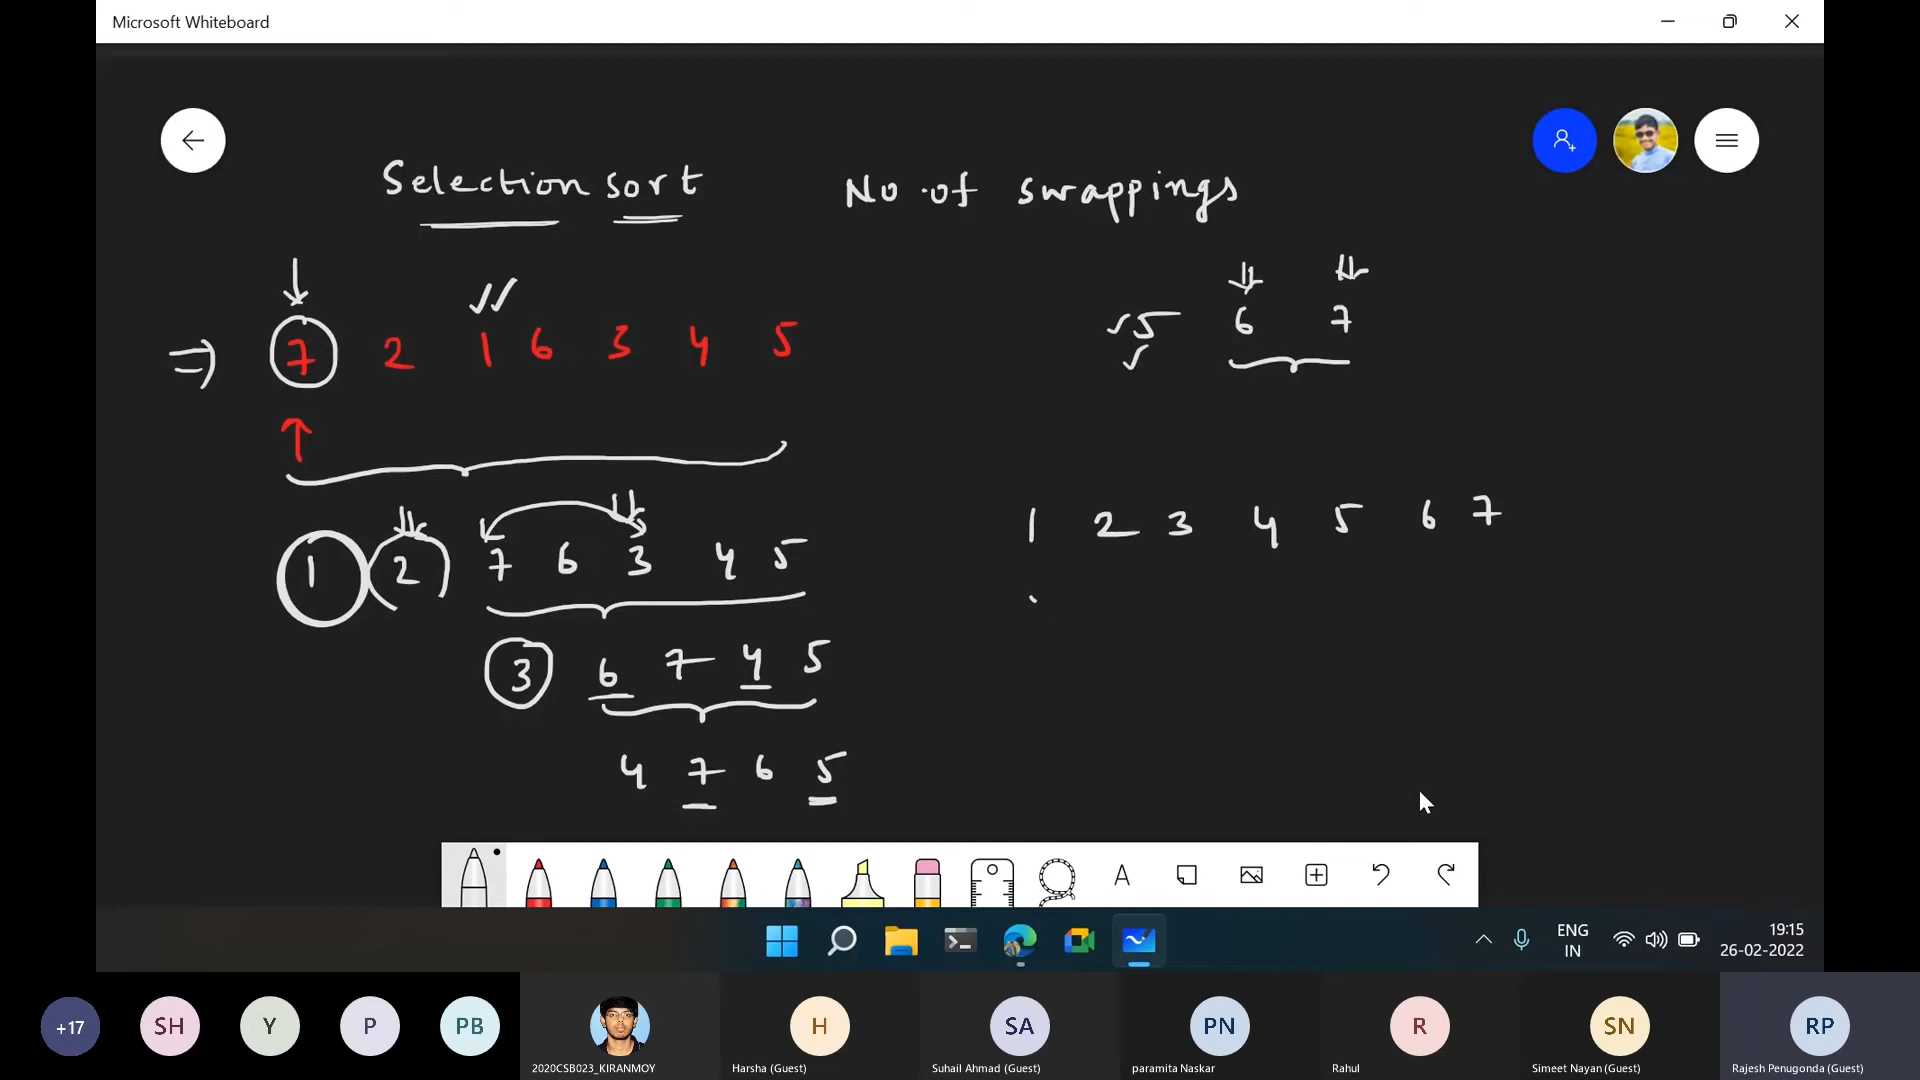 Microsoft Whiteboard
Selection sort No. of swappings
7 2 1 6 3 4 5
5 6 7
1 2 7 6 3 4 5
1 2 3 4 5 6 7
3 6 7 4 5
4 7 6 5
A
ENG
IN
19:15
26-02-2022
+17
SH
Y
P
PB
2020CSB023_KIRANMOY
H
Harsha (Guest)
SA
Suhail Ahmad (Guest)
PN
paramita Naskar
R
Rahul
SN
Simeet Nayan (Guest)
RP
Rajesh Penugonda (Guest)